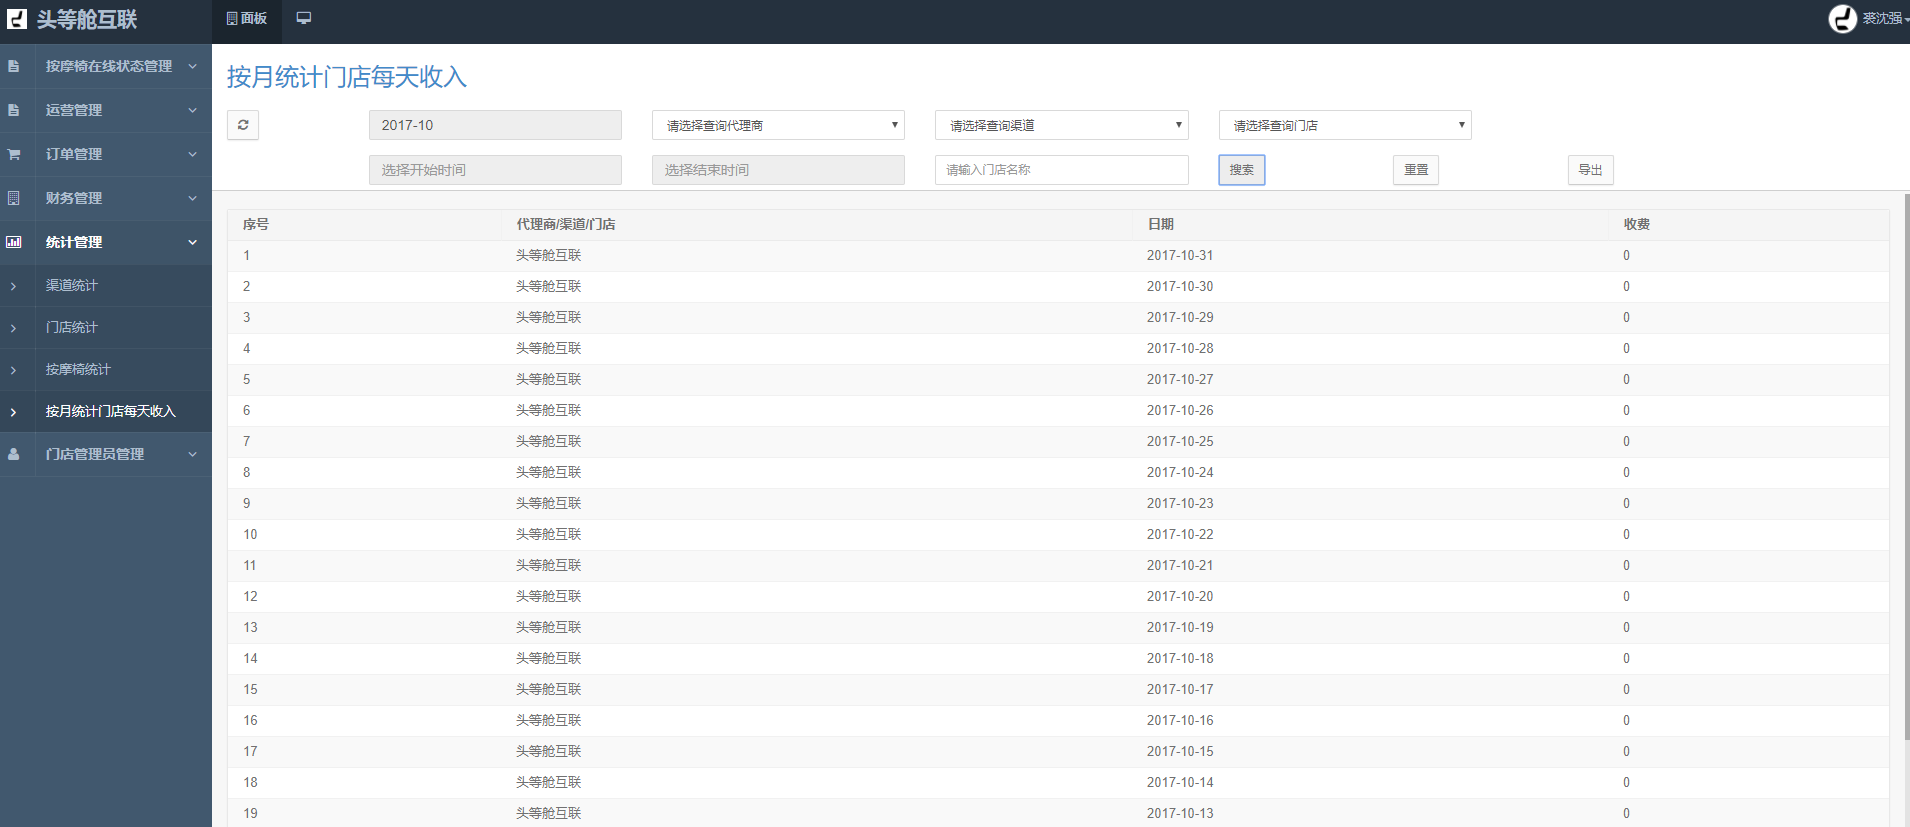 头等舱互联 面板 裘沈强
按摩椅在线状态管理
运营管理
订单管理
财务管理
统计管理
渠道统计
门店统计
按摩椅统计
按月统计门店每天收入
门店管理员管理
按月统计门店每天收入
2017-10 请选择查询代理商 请选择查询渠道 请选择查询门店
选择开始时间 选择结束时间 请输入门店名称 搜索 重置 导出
序号 代理商/渠道/门店 日期 收费
1 头等舱互联 2017-10-31 0
2 头等舱互联 2017-10-30 0
3 头等舱互联 2017-10-29 0
4 头等舱互联 2017-10-28 0
5 头等舱互联 2017-10-27 0
6 头等舱互联 2017-10-26 0
7 头等舱互联 2017-10-25 0
8 头等舱互联 2017-10-24 0
9 头等舱互联 2017-10-23 0
10 头等舱互联 2017-10-22 0
11 头等舱互联 2017-10-21 0
12 头等舱互联 2017-10-20 0
13 头等舱互联 2017-10-19 0
14 头等舱互联 2017-10-18 0
15 头等舱互联 2017-10-17 0
16 头等舱互联 2017-10-16 0
17 头等舱互联 2017-10-15 0
18 头等舱互联 2017-10-14 0
19 头等舱互联 2017-10-13 0